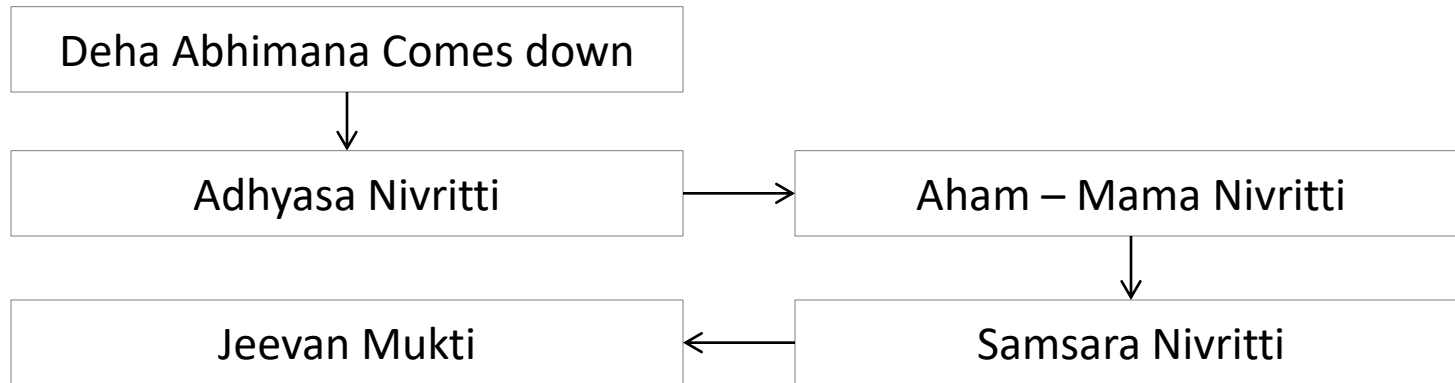 Deha Abhimana Comes down
Adhyasa Nivritti
Aham – Mama Nivritti
Samsara Nivritti
Jeevan Mukti